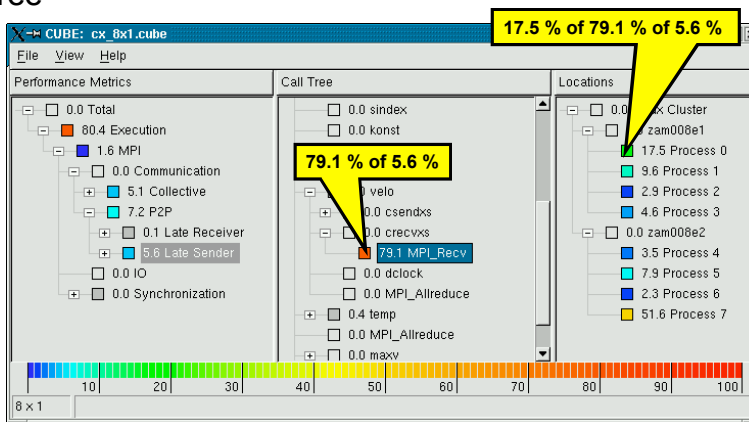 CUBE: cx_8x1.cube
17.5 % of 79.1 % of 5.6 %
File View Help
Performance Metrics
0.0 Total
80.4 Execution
1.6 MPI
0.0 Communication
5.1 Collective
7.2 P2P
0.1 Late Receiver
5.6 Late Sender
0.0 IO
0.0 Synchronization
Call Tree
0.0 sindex
0.0 konst
79.1 % of 5.6 %
velo
0.0 csendxs
0.0 crecvxs
79.1 MPI_Recv
0.0 dclock
0.0 MPI_Allreduce
0.4 temp
0.0 MPI_Allreduce
0.0 maxv
Locations
Cluster
zam008e1
17.5 Process 0
9.6 Process 1
2.9 Process 2
4.6 Process 3
0.0 zam008e2
3.5 Process 4
7.9 Process 5
2.3 Process 6
51.6 Process 7
10 20 30 40 50 60 70 80 90 100
8 x 1